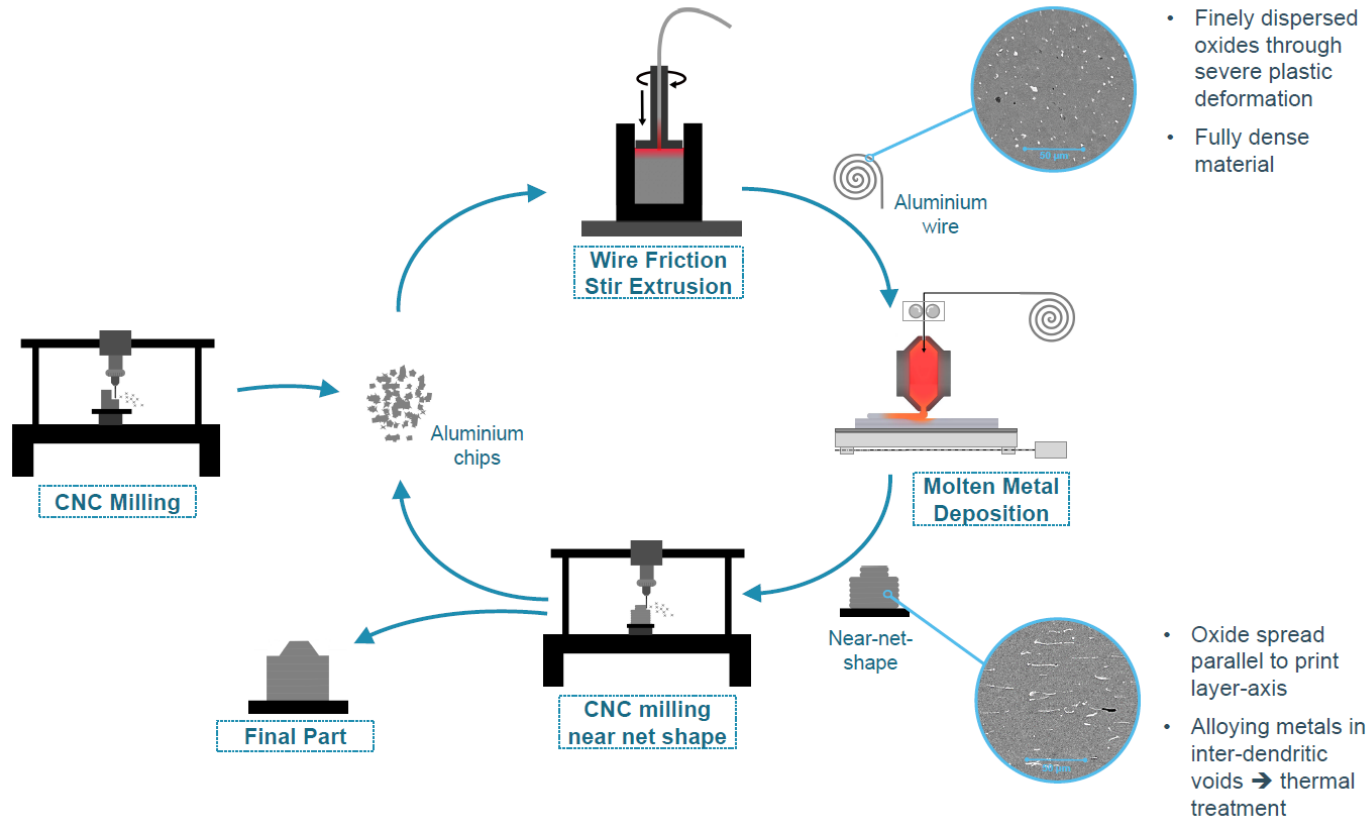 • Finely dispersed
oxides through
severe plastic
deformation
• Fully dense
material
50 µm
Aluminium
wire
Wire Friction
Stir Extrusion
Aluminium
chips
CNC Milling
Molten Metal
Deposition
Near-net-
shape
CNC milling
near net shape
Final Part
• Oxide spread
parallel to print
layer-axis
• Alloying metals in
inter-dendritic
voids ➔ thermal
treatment